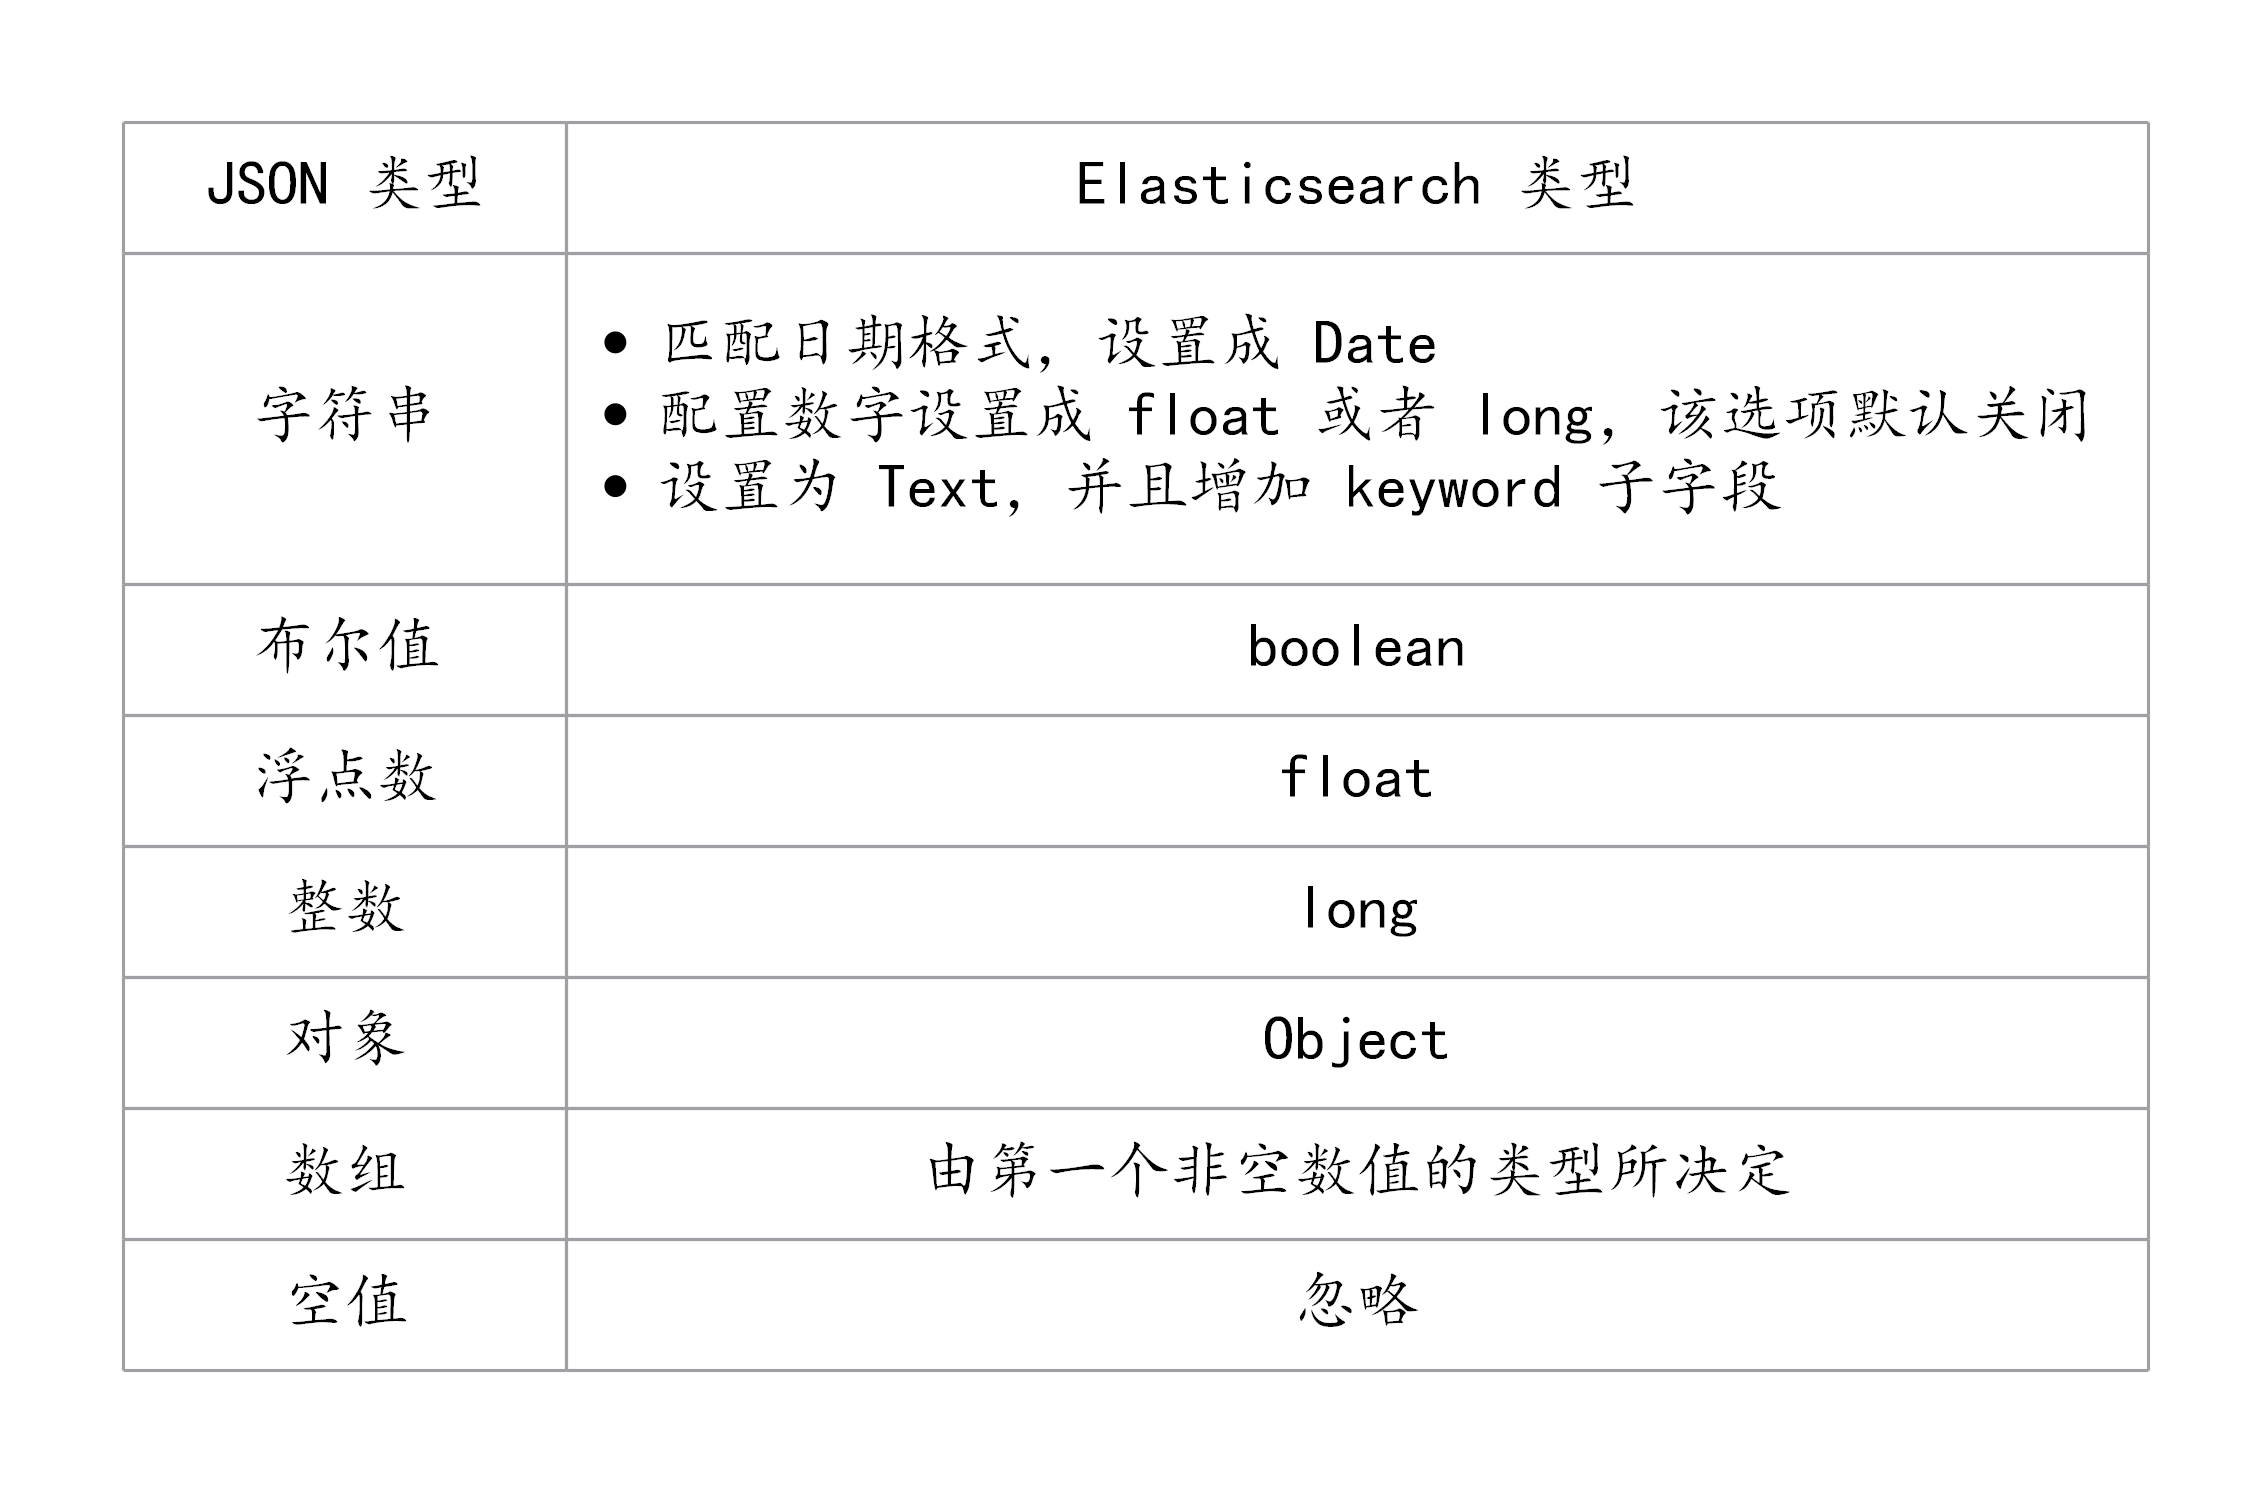 JSON 类型
Elasticsearch 类型
字符串
• 匹配日期格式，设置成 Date
• 配置数字设置成 float 或者 long，该选项默认关闭
• 设置为 Text，并且增加 keyword 子字段
布尔值
boolean
浮点数
float
整数
long
对象
Object
数组
由第一个非空数值的类型所决定
空值
忽略